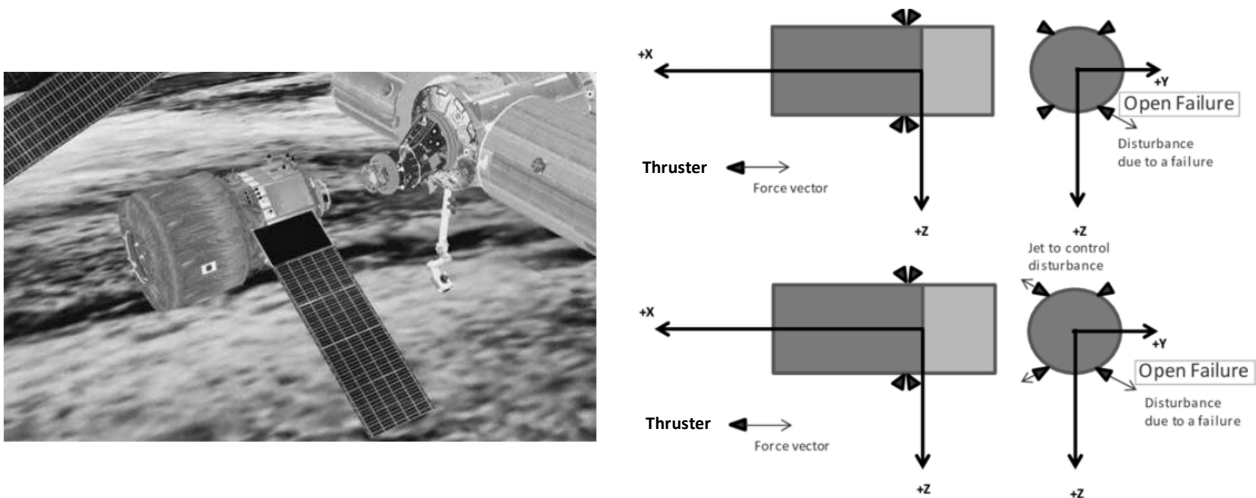 +X
+Y
Open Failure
Thruster
Force vector
Disturbance
due to a failure
+Z
+Z
Jet to control
disturbance
+X
+Y
Open Failure
Thruster
Force vector
Disturbance
due to a failure
+Z
+Z